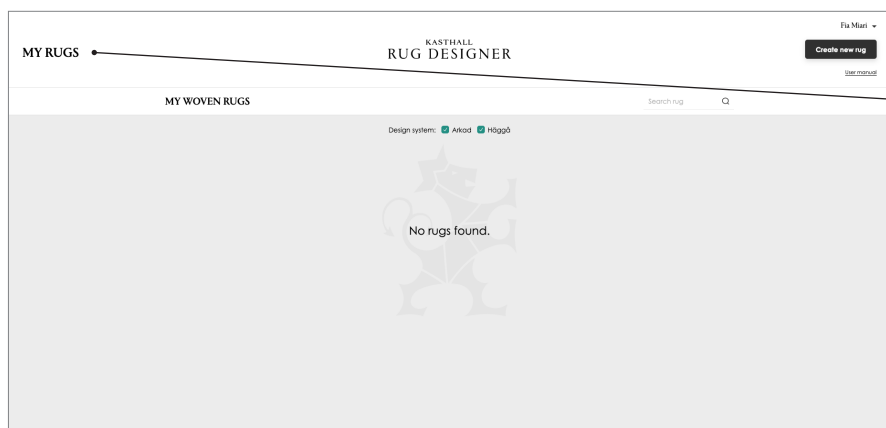 Fia Miari
MY RUGS
KASTHALL
RUG DESIGNER
Create new rug
User manual
MY WOVEN RUGS
Search rug
Design system: Arkad Häggå
No rugs found.